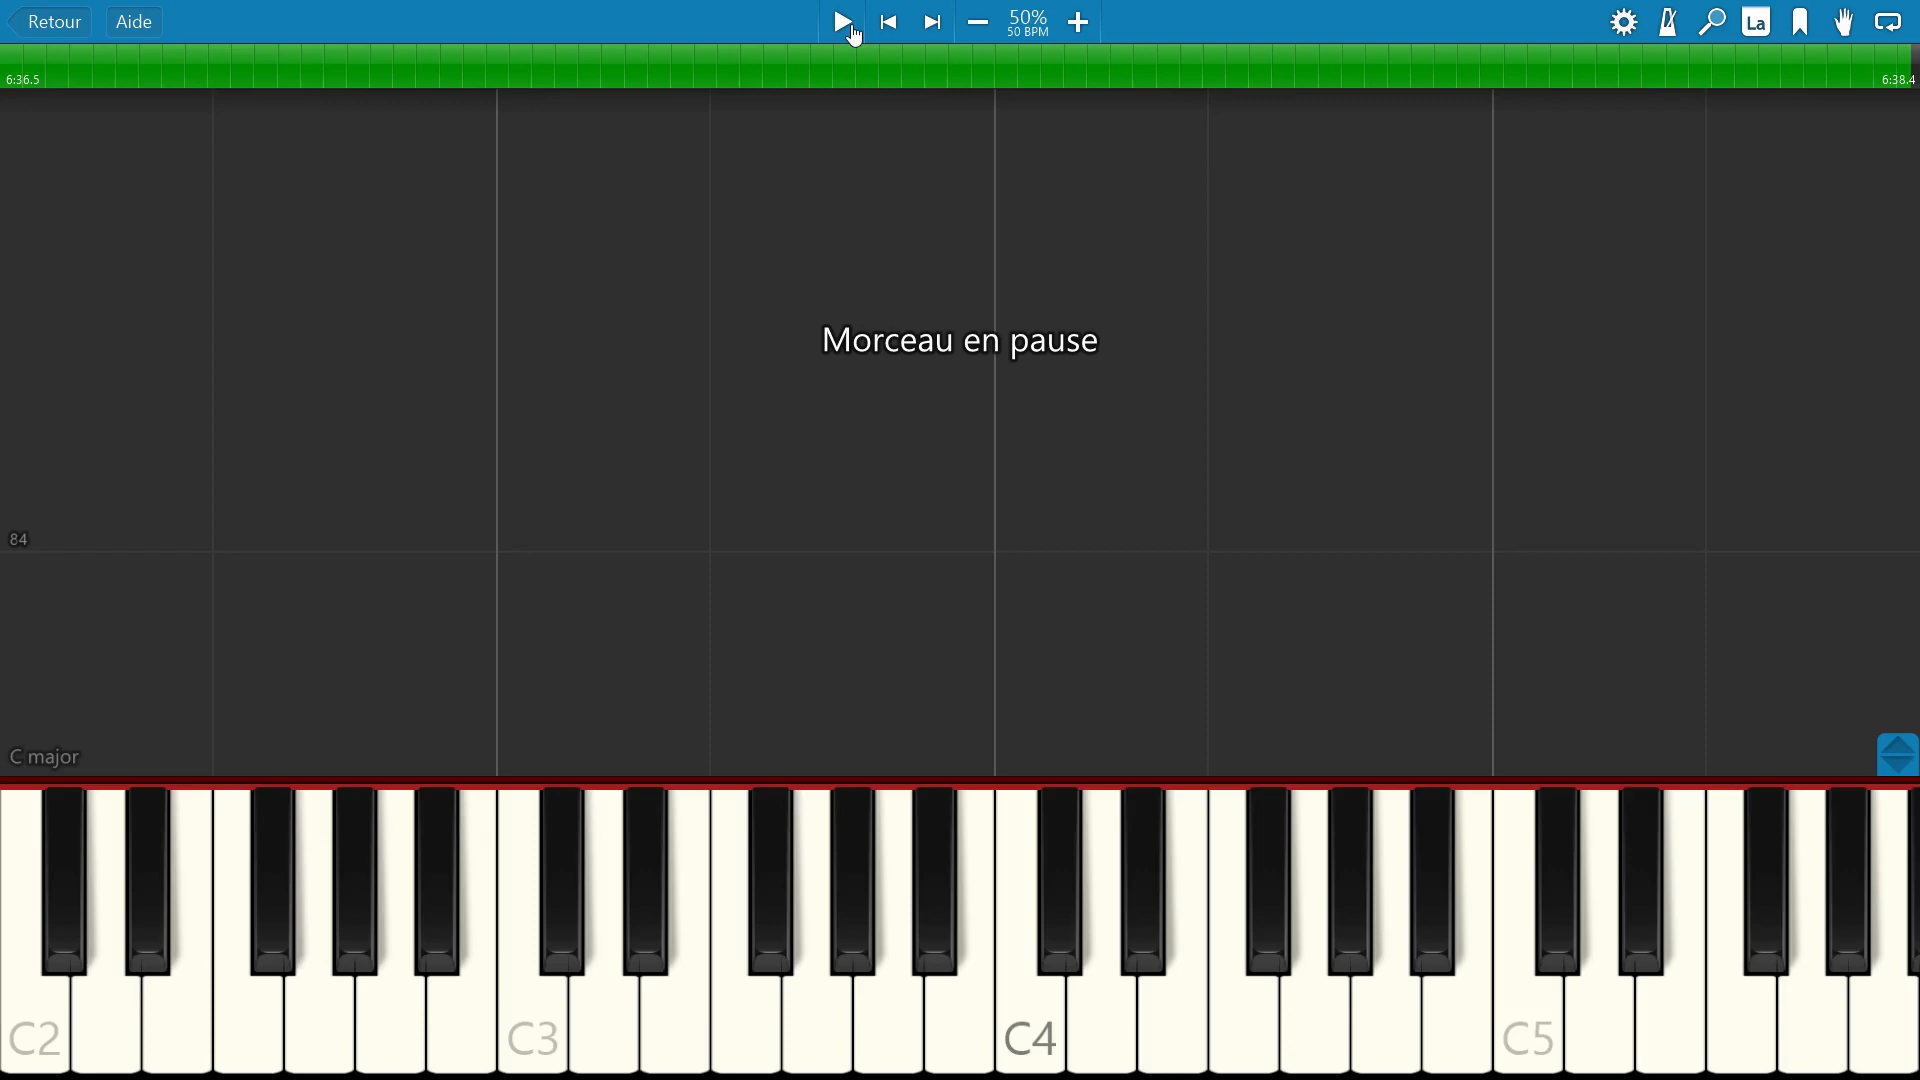 Retour
Aide
50%
50 BPM
La
6:36.5
6:38.4
Morceau en pause
84
C major
C2
C3
C4
C5